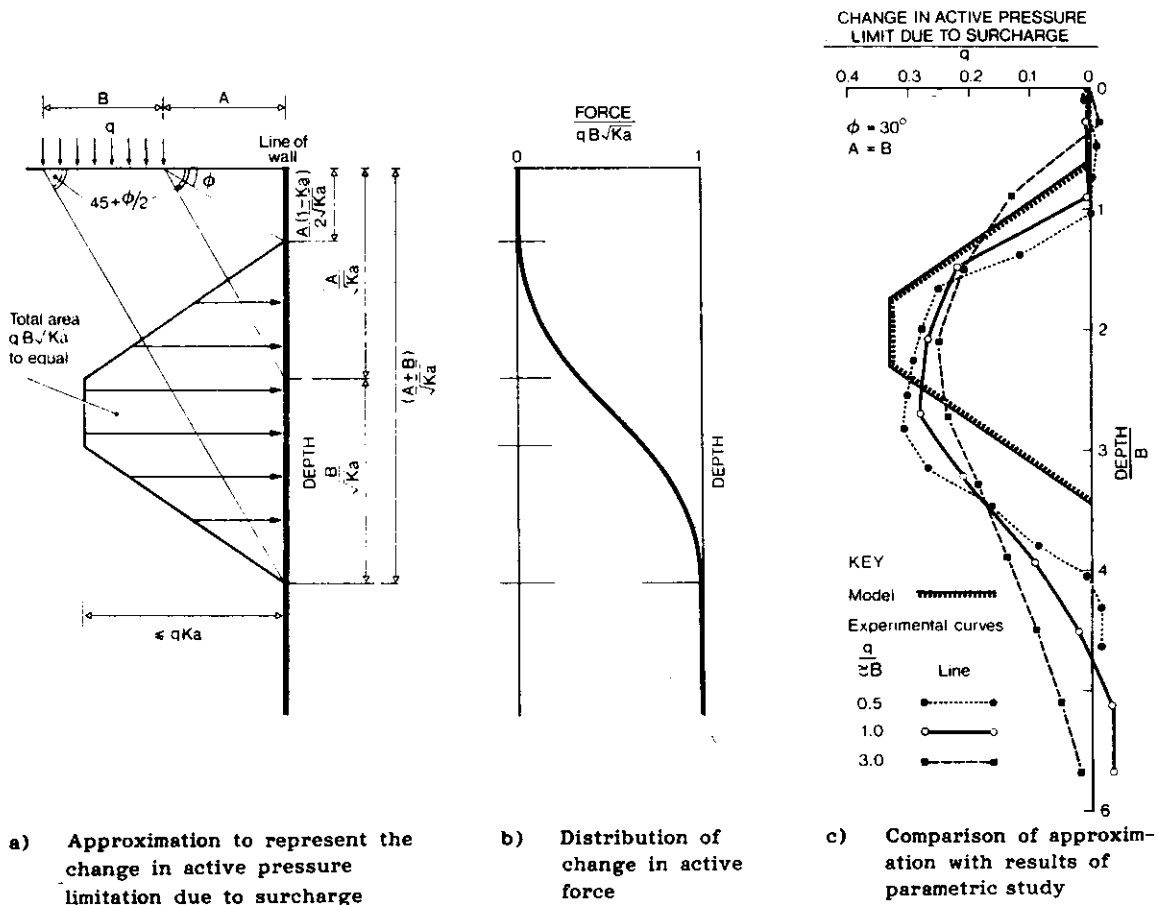 B
A
q
Line of
wall
φ
45+φ/2
A(1-Ka)
2√Ka
A
√Ka
(A+B)
√Ka
B
√Ka
DEPTH
Total area
qB√Ka
to equal
⩽ qKa
a) Approximation to represent the
change in active pressure
limitation due to surcharge
FORCE
qB√Ka
0 1
DEPTH
b) Distribution of
change in active
force
CHANGE IN ACTIVE PRESSURE
LIMIT DUE TO SURCHARGE
q
0.4 0.3 0.2 0.1 0
0
φ = 30°
A = B
1
2
3
DEPTH
B
4
6
KEY
Model
Experimental curves
q
B Line
0.5
1.0
3.0
c) Comparison of approxim-
ation with results of
parametric study